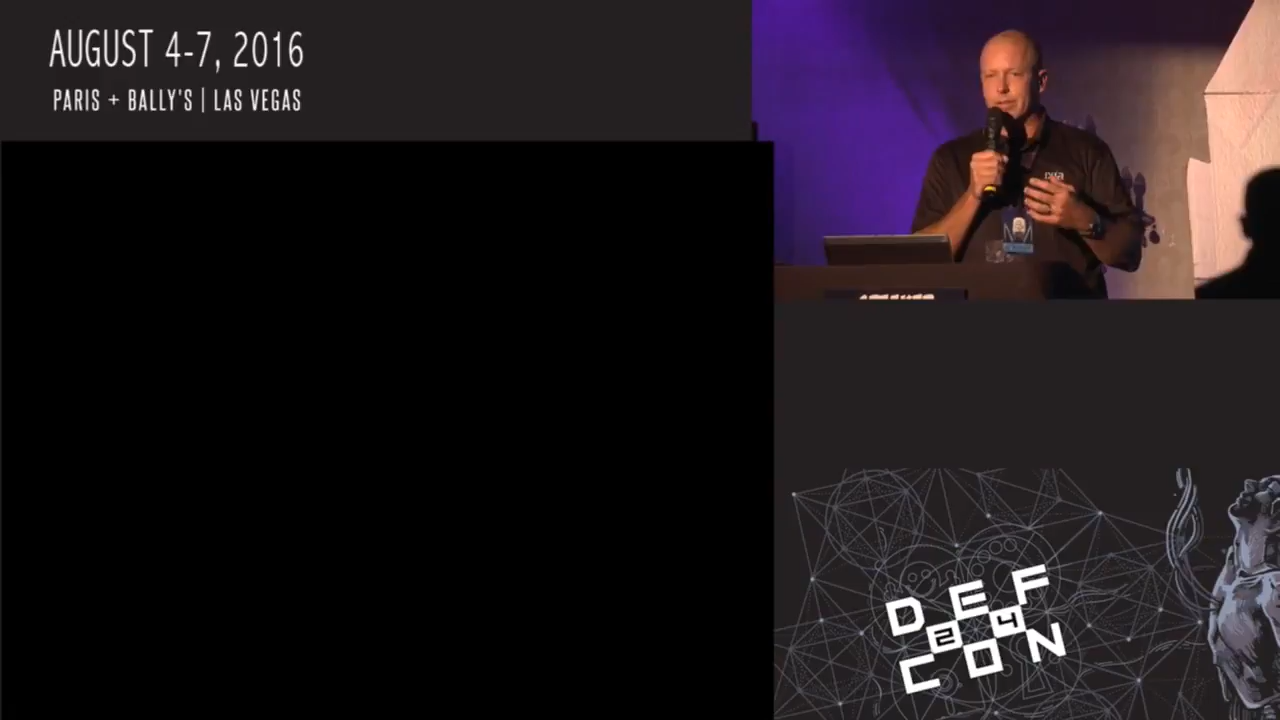 AUGUST 4-7, 2016
PARIS + BALLY'S | LAS VEGAS
DEF
24
CON